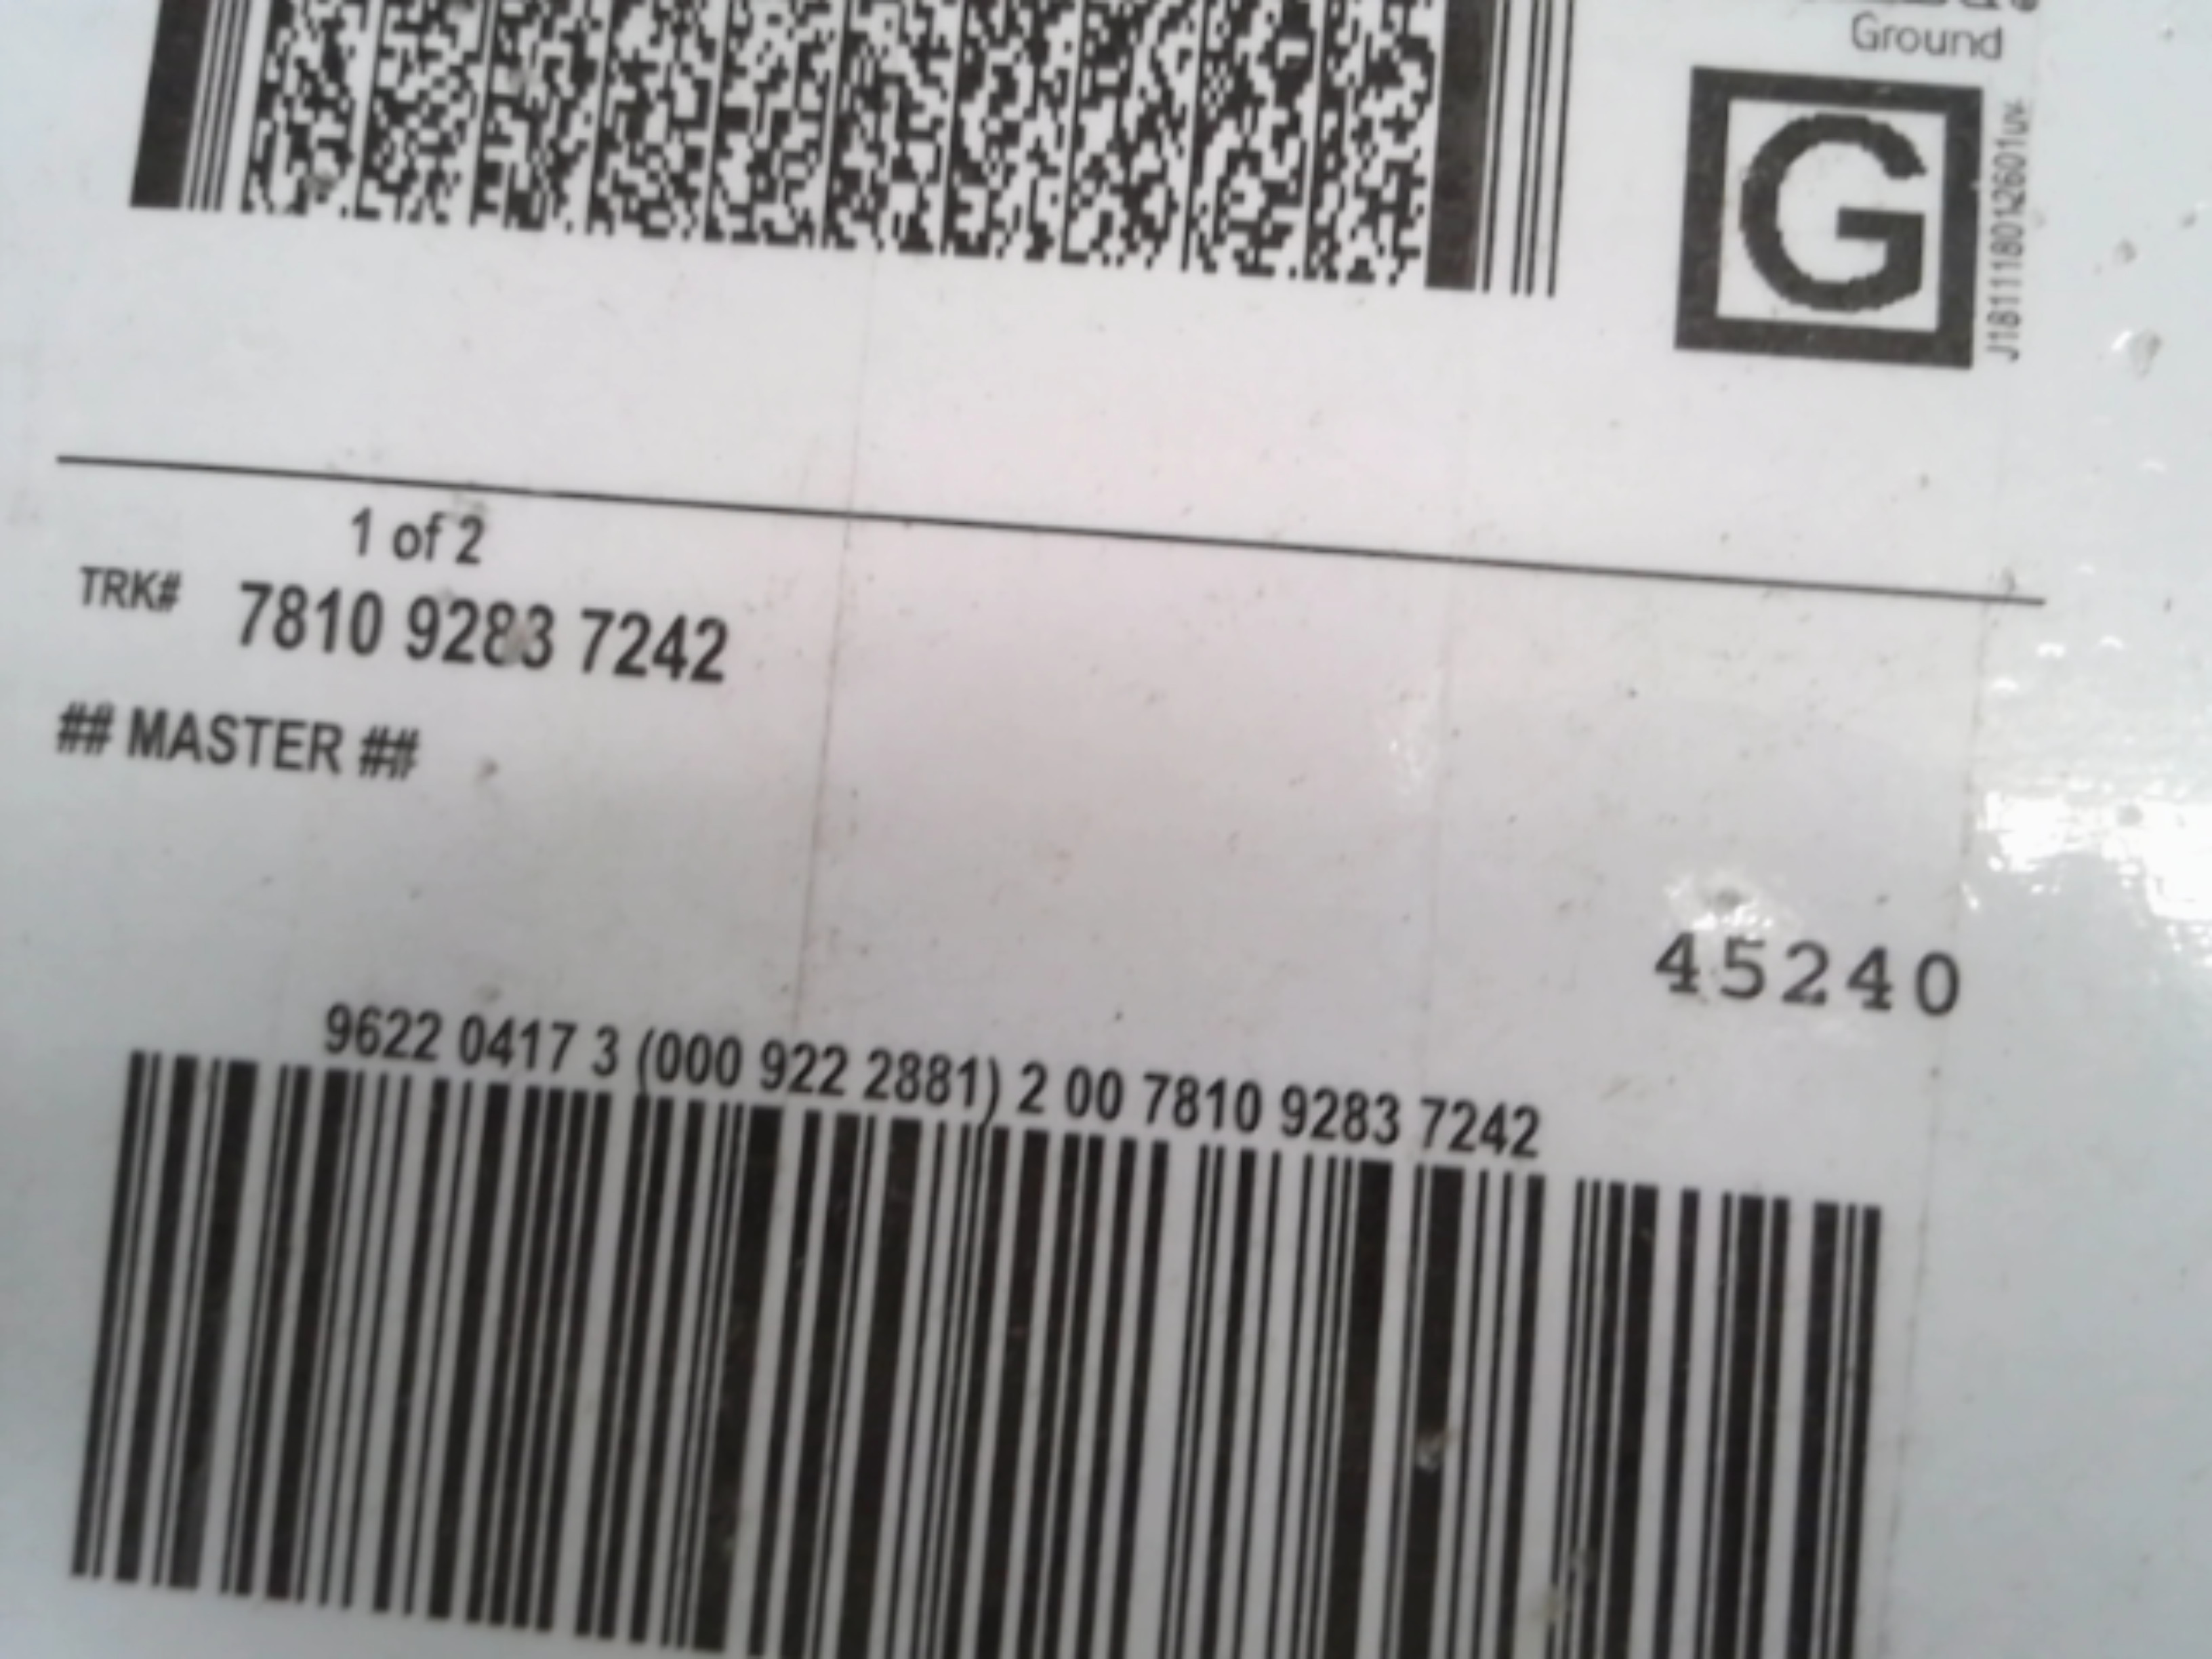 Ground
G
J181118012601uv
1 of 2
TRK# 7810 9283 7242
## MASTER ##
45240
9622 0417 3 (000 922 2881) 2 00 7810 9283 7242